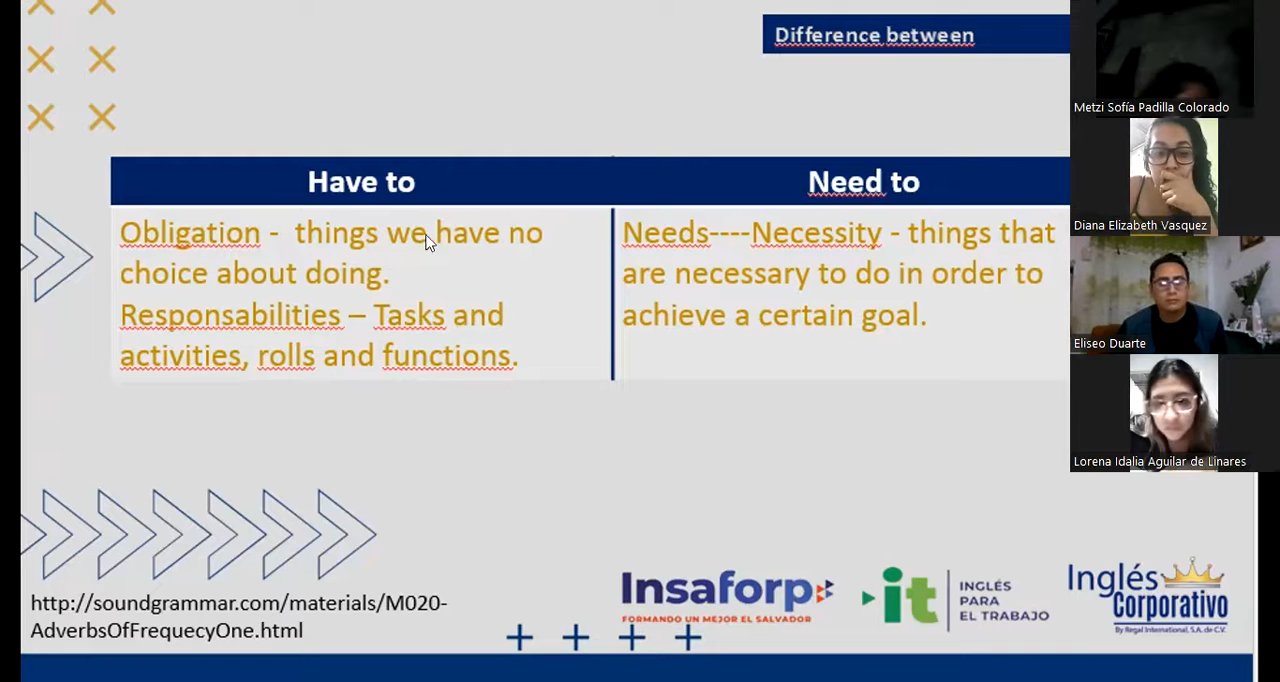 Difference between
Metzi Sofía Padilla Colorado
Diana Elizabeth Vasquez
Eliseo Duarte
Lorena Idalia Aguilar de Linares
Have to
Obligation - things we have no
choice about doing.
Responsabilities – Tasks and
activities, rolls and functions.
Need to
Needs----Necessity - things that
are necessary to do in order to
achieve a certain goal.
http://soundgrammar.com/materials/M020-
AdverbsOfFrequecyOne.html
Insaforp
FORMANDO UN MEJOR EL SALVADOR
it
INGLÉS
PARA
EL TRABAJO
Inglés
Corporativo
By Regal International, S.A. de C.V.